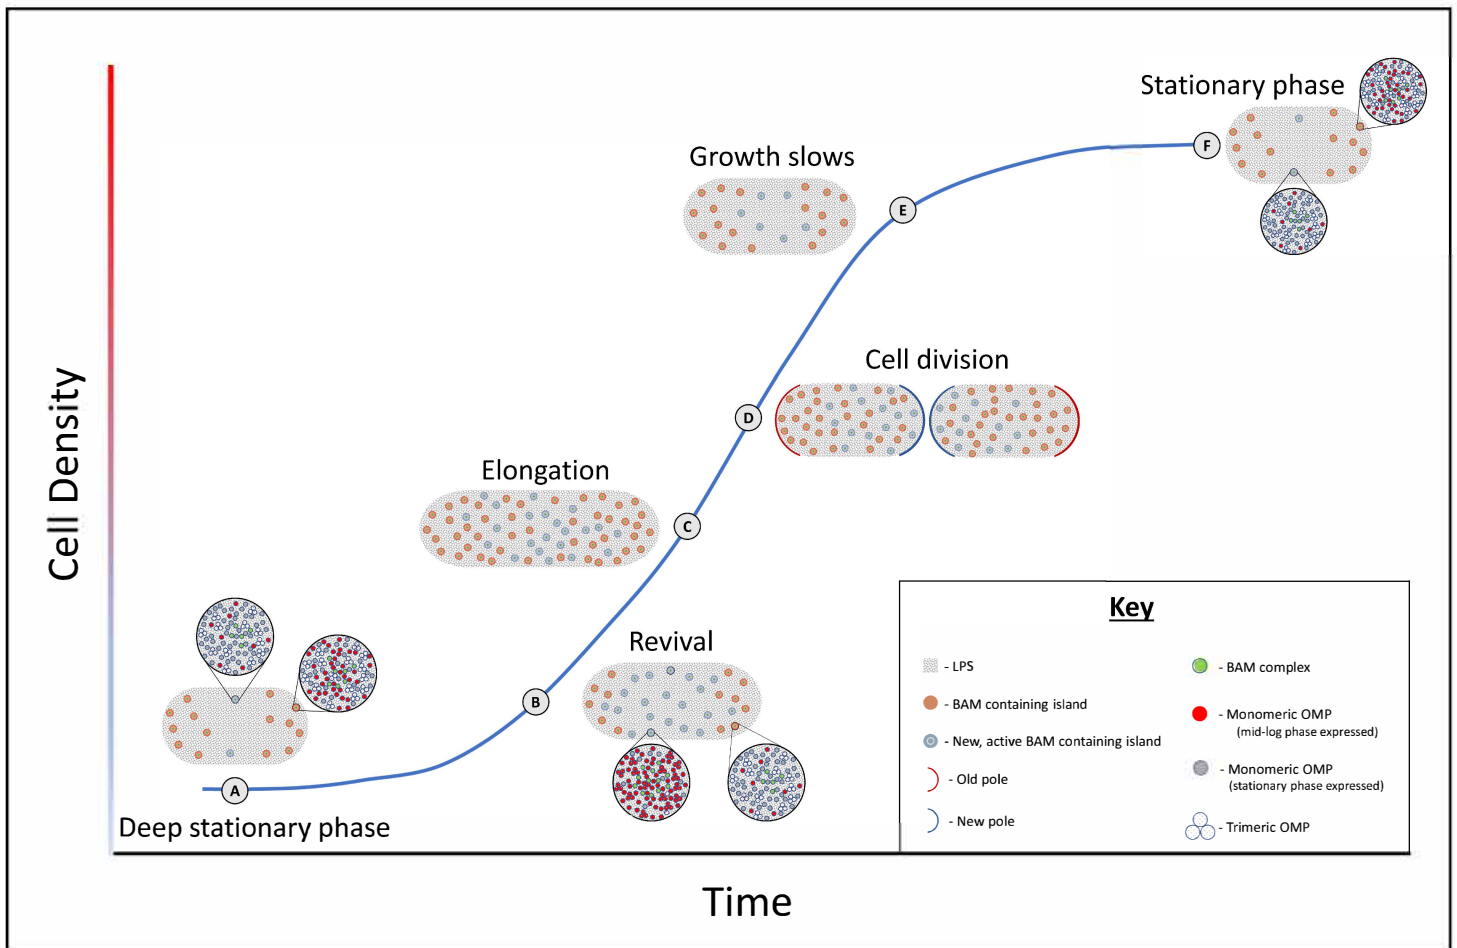 Stationary phase
F
Growth slows
E
Cell division
D
Elongation
C
Cell Density
Revival
B
A
Deep stationary phase
Time
Key
- LPS
- BAM containing island
- New, active BAM containing island
- Old pole
- New pole
- BAM complex
- Monomeric OMP
(mid-log phase expressed)
- Monomeric OMP
(stationary phase expressed)
- Trimeric OMP